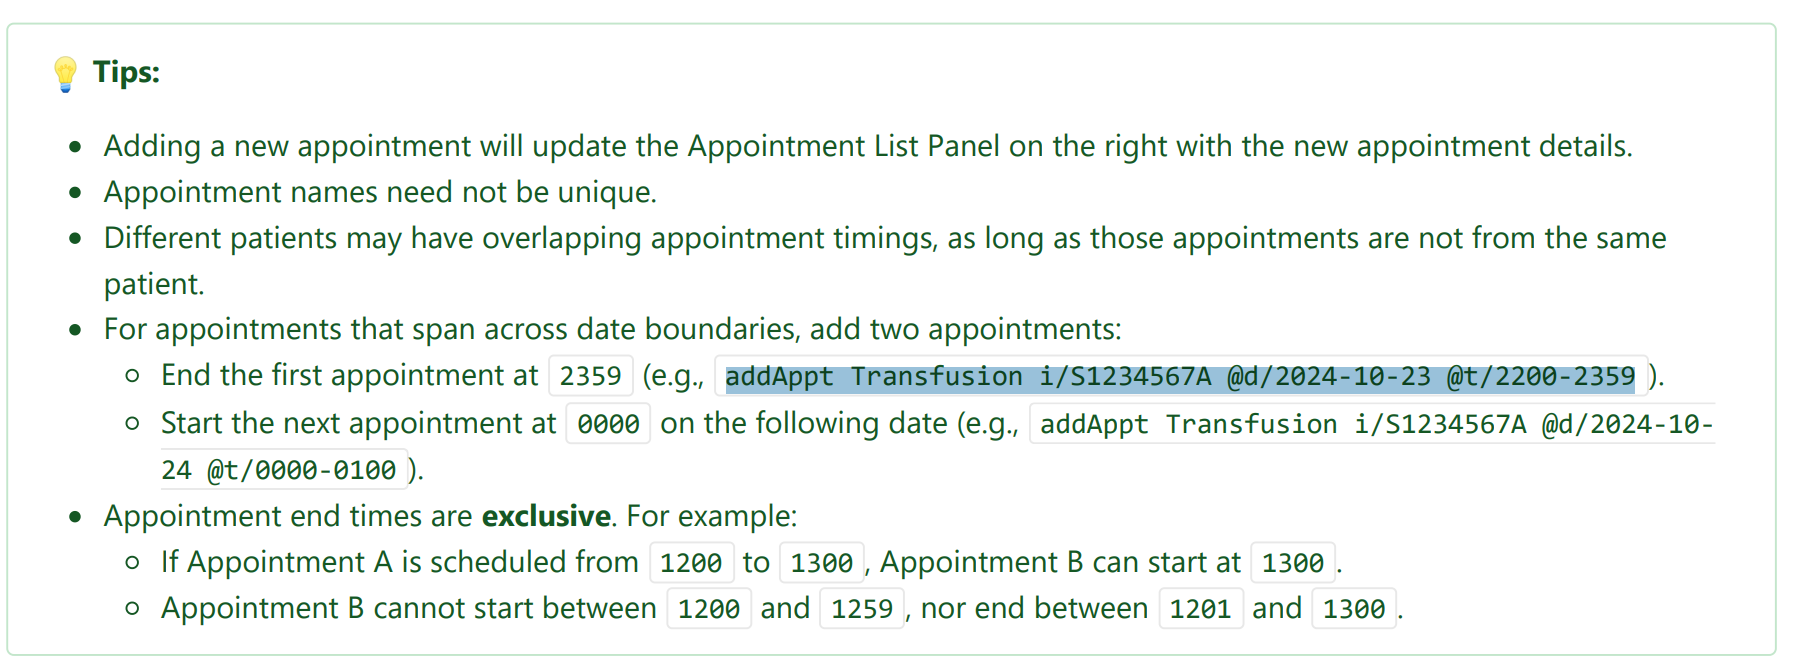 💡 Tips:
• Adding a new appointment will update the Appointment List Panel on the right with the new appointment details.
• Appointment names need not be unique.
• Different patients may have overlapping appointment timings, as long as those appointments are not from the same
patient.
• For appointments that span across date boundaries, add two appointments:
○ End the first appointment at 2359 (e.g., addAppt Transfusion i/S1234567A @d/2024-10-23 @t/2200-2359 ).
○ Start the next appointment at 0000 on the following date (e.g., addAppt Transfusion i/S1234567A @d/2024-10-
24 @t/0000-0100 ).
• Appointment end times are exclusive. For example:
○ If Appointment A is scheduled from 1200 to 1300 , Appointment B can start at 1300 .
○ Appointment B cannot start between 1200 and 1259 , nor end between 1201 and 1300 .